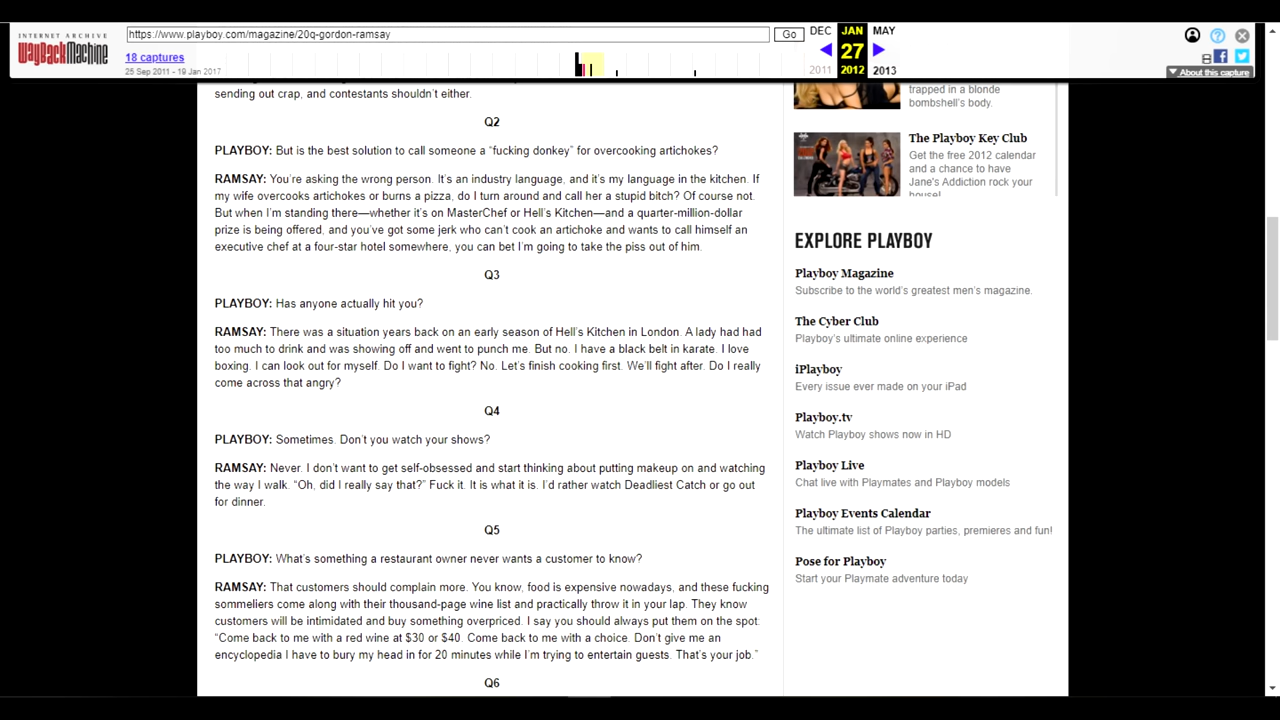 INTERNET ARCHIVE
WayBackMachine
https://www.playboy.com/magazine/20q-gordon-ramsay
Go
DEC JAN MAY
18 captures
27
25 Sep 2011 - 19 Jan 2017
2011 2012 2013
About this capture
sending out crap, and contestants shouldn't either.
Q2
PLAYBOY: But is the best solution to call someone a “fucking donkey” for overcooking artichokes?
RAMSAY: You're asking the wrong person. It's an industry language, and it's my language in the kitchen. If
my wife overcooks artichokes or burns a pizza, do I turn around and call her a stupid bitch? Of course not.
But when I'm standing there—whether it's on MasterChef or Hell's Kitchen—and a quarter-million-dollar
prize is being offered, and you've got some jerk who can't cook an artichoke and wants to call himself an
executive chef at a four-star hotel somewhere, you can bet I'm going to take the piss out of him.
Q3
PLAYBOY: Has anyone actually hit you?
RAMSAY: There was a situation years back on an early season of Hell's Kitchen in London. A lady had had
too much to drink and was showing off and went to punch me. But no. I have a black belt in karate. I love
boxing. I can look out for myself. Do I want to fight? No. Let's finish cooking first. We'll fight after. Do I really
come across that angry?
Q4
PLAYBOY: Sometimes. Don't you watch your shows?
RAMSAY: Never. I don't want to get self-obsessed and start thinking about putting makeup on and watching
the way I walk. “Oh, did I really say that?” Fuck it. It is what it is. I'd rather watch Deadliest Catch or go out
for dinner.
Q5
PLAYBOY: What's something a restaurant owner never wants a customer to know?
RAMSAY: That customers should complain more. You know, food is expensive nowadays, and these fucking
sommeliers come along with their thousand-page wine list and practically throw it in your lap. They know
customers will be intimidated and buy something overpriced. I say you should always put them on the spot:
“Come back to me with a red wine at $30 or $40. Come back to me with a choice. Don't give me an
encyclopedia I have to bury my head in for 20 minutes while I'm trying to entertain guests. That's your job.”
Q6
trapped in a blonde
bombshell's body.
The Playboy Key Club
Get the free 2012 calendar
and a chance to have
Jane's Addiction rock your
house!
EXPLORE PLAYBOY
Playboy Magazine
Subscribe to the world's greatest men's magazine.
The Cyber Club
Playboy's ultimate online experience
iPlayboy
Every issue ever made on your iPad
Playboy.tv
Watch Playboy shows now in HD
Playboy Live
Chat live with Playmates and Playboy models
Playboy Events Calendar
The ultimate list of Playboy parties, premieres and fun!
Pose for Playboy
Start your Playmate adventure today